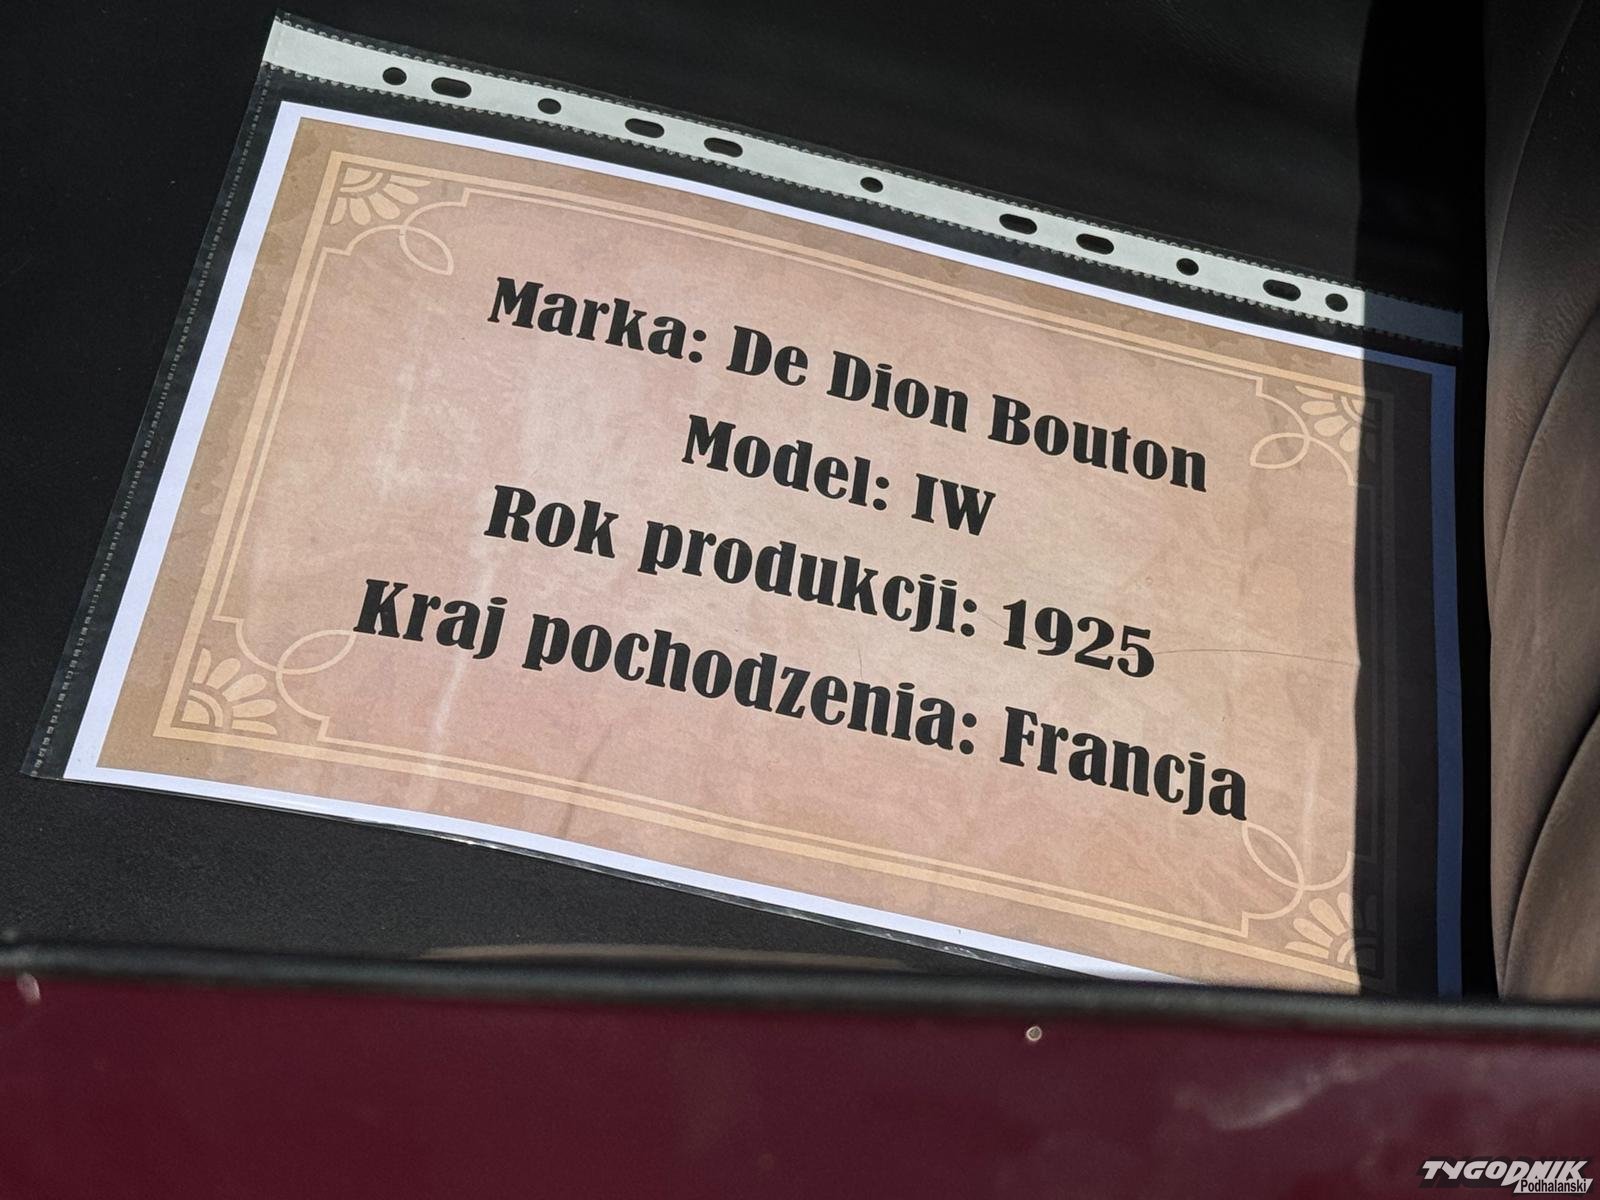 Marka: De Dion Bouton
Model: IW
Rok produkcji: 1925
Kraj pochodzenia: Francja
TYGODNIK
Podhalański